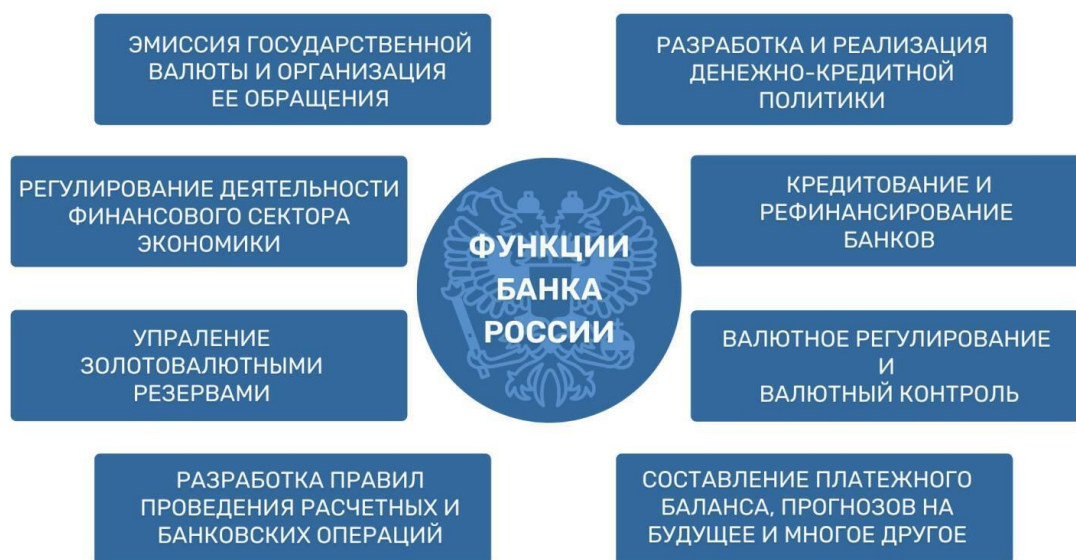 ЭМИССИЯ ГОСУДАРСТВЕННОЙ
ВАЛЮТЫ И ОРГАНИЗАЦИЯ
ЕЕ ОБРАЩЕНИЯ
РАЗРАБОТКА И РЕАЛИЗАЦИЯ
ДЕНЕЖНО-КРЕДИТНОЙ
ПОЛИТИКИ
РЕГУЛИРОВАНИЕ ДЕЯТЕЛЬНОСТИ
ФИНАНСОВОГО СЕКТОРА
ЭКОНОМИКИ
КРЕДИТОВАНИЕ И
РЕФИНАНСИРОВАНИЕ
БАНКОВ
ФУНКЦИИ
БАНКА
РОССИИ
УПРАЛЕНИЕ
ЗОЛОТОВАЛЮТНЫМИ
РЕЗЕРВАМИ
ВАЛЮТНОЕ РЕГУЛИРОВАНИЕ
И
ВАЛЮТНЫЙ КОНТРОЛЬ
РАЗРАБОТКА ПРАВИЛ
ПРОВЕДЕНИЯ РАСЧЕТНЫХ И
БАНКОВСКИХ ОПЕРАЦИЙ
СОСТАВЛЕНИЕ ПЛАТЕЖНОГО
БАЛАНСА, ПРОГНОЗОВ НА
БУДУЩЕЕ И МНОГОЕ ДРУГОЕ